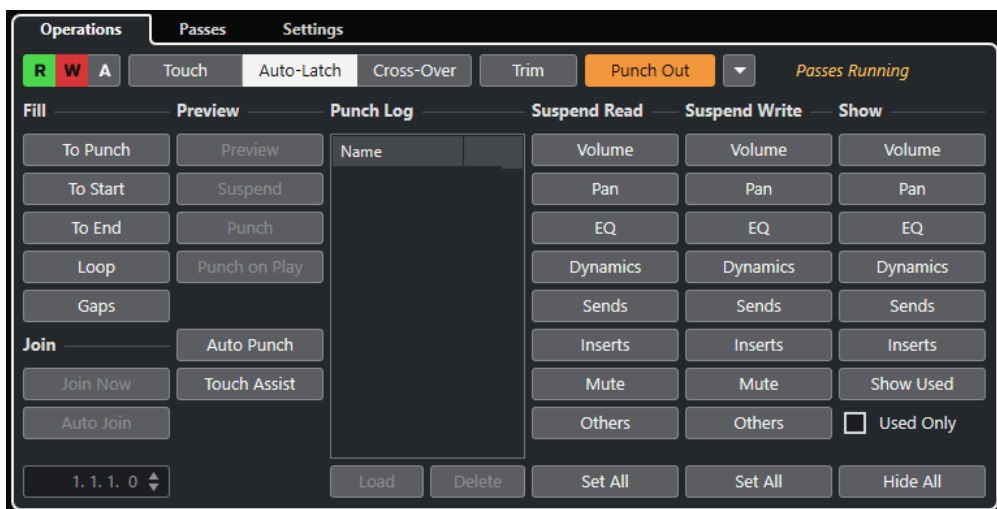 Operations Passes Settings
R W A Touch Auto-Latch Cross-Over Trim Punch Out Passes Running
Fill Preview Punch Log Suspend Read Suspend Write Show
To Punch Preview Name Volume Volume Volume
To Start Suspend Pan Pan Pan
To End Punch EQ EQ EQ
Loop Punch on Play Dynamics Dynamics Dynamics
Gaps Sends Sends Sends
Join Auto Punch Inserts Inserts Inserts
Join Now Touch Assist Mute Mute Show Used
Auto Join Others Others Used Only
1. 1. 1. 0 Load Delete Set All Set All Hide All